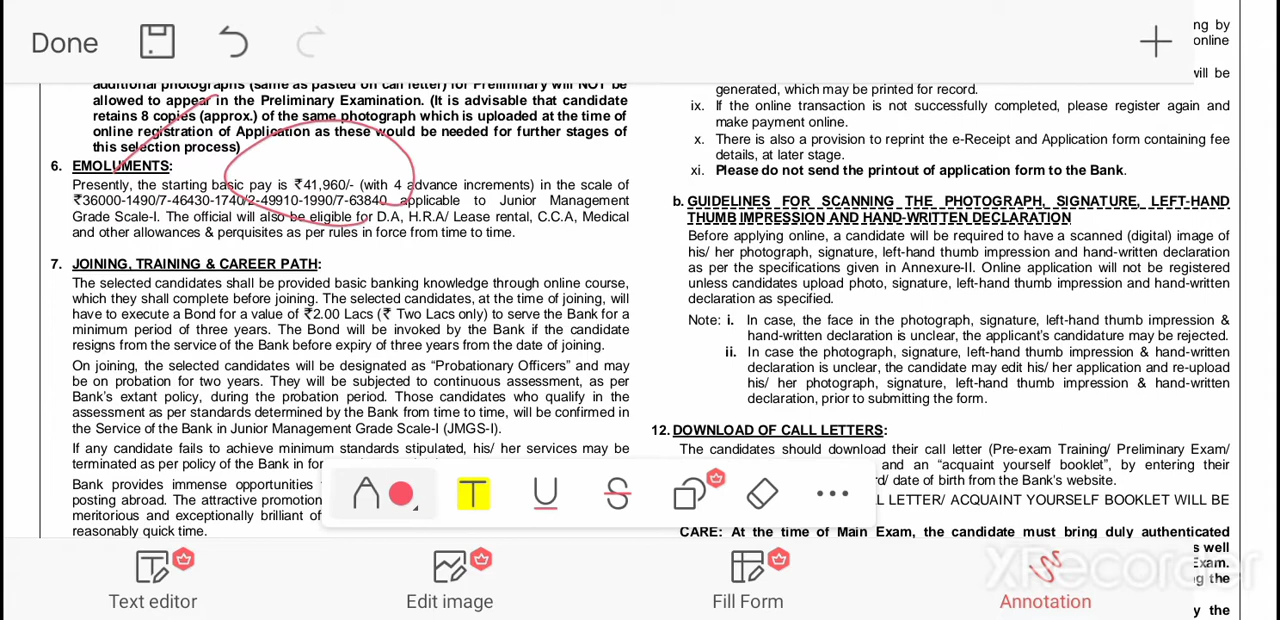 Done
additional photographs (same as pasted on call letter) for Preliminary will NOT be
allowed to appear in the Preliminary Examination. (It is advisable that candidate
retains 8 copies (approx.) of the same photograph which is uploaded at the time of
online registration of Application as these would be needed for further stages of
this selection process)
6. EMOLUMENTS:
Presently, the starting basic pay is ₹41,960/- (with 4 advance increments) in the scale of
₹36000-1490/7-46430-1740/2-49910-1990/7-63840 applicable to Junior Management
Grade Scale-I. The official will also be eligible for D.A, H.R.A/ Lease rental, C.C.A, Medical
and other allowances & perquisites as per rules in force from time to time.
7. JOINING, TRAINING & CAREER PATH:
The selected candidates shall be provided basic banking knowledge through online course,
which they shall complete before joining. The selected candidates, at the time of joining, will
have to execute a Bond for a value of ₹2.00 Lacs (₹ Two Lacs only) to serve the Bank for a
minimum period of three years. The Bond will be invoked by the Bank if the candidate
resigns from the service of the Bank before expiry of three years from the date of joining.
On joining, the selected candidates will be designated as “Probationary Officers” and may
be on probation for two years. They will be subjected to continuous assessment, as per
Bank's extant policy, during the probation period. Those candidates who qualify in the
assessment as per standards determined by the Bank from time to time, will be confirmed in
the Service of the Bank in Junior Management Grade Scale-I (JMGS-I).
If any candidate fails to achieve minimum standards stipulated, his/ her services may be
terminated as per policy of the Bank in for
Bank provides immense opportunities
posting abroad. The attractive promotion
meritorious and exceptionally brilliant of
reasonably quick time.
ng by
online
will be
generated, which may be printed for record.
ix. If the online transaction is not successfully completed, please register again and
make payment online.
x. There is also a provision to reprint the e-Receipt and Application form containing fee
details, at later stage.
xi. Please do not send the printout of application form to the Bank.
b. GUIDELINES FOR SCANNING THE PHOTOGRAPH, SIGNATURE, LEFT-HAND
THUMB IMPRESSION AND HAND-WRITTEN DECLARATION
Before applying online, a candidate will be required to have a scanned (digital) image of
his/ her photograph, signature, left-hand thumb impression and hand-written declaration
as per the specifications given in Annexure-II. Online application will not be registered
unless candidates upload photo, signature, left-hand thumb impression and hand-written
declaration as specified.
Note: i. In case, the face in the photograph, signature, left-hand thumb impression &
hand-written declaration is unclear, the applicant's candidature may be rejected.
ii. In case the photograph, signature, left-hand thumb impression & hand-written
declaration is unclear, the candidate may edit his/ her application and re-upload
his/ her photograph, signature, left-hand thumb impression & hand-written
declaration, prior to submitting the form.
12. DOWNLOAD OF CALL LETTERS:
The candidates should download their call letter (Pre-exam Training/ Preliminary Exam/
and an “acquaint yourself booklet”, by entering their
d/ date of birth from the Bank's website.
LL LETTER/ ACQUAINT YOURSELF BOOKLET WILL BE
CARE: At the time of Main Exam, the candidate must bring duly authenticated
s well
Exam.
g the
y the
T U S
Text editor
Edit image
Fill Form
Annotation
XRecorder